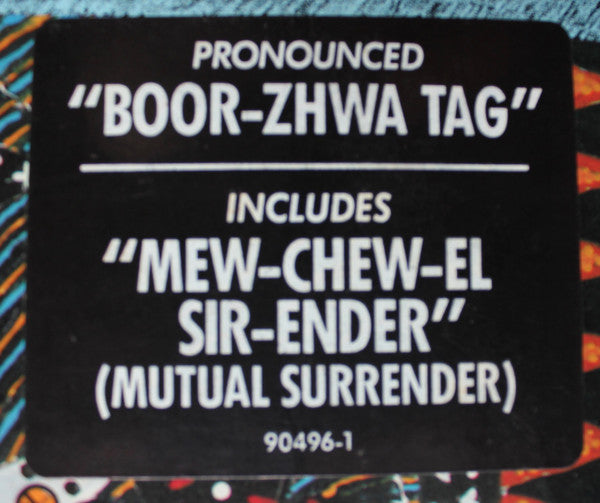 PRONOUNCED
"BOOR-ZHWA TAG"
INCLUDES
"MEW-CHEW-EL
SIR-ENDER"
(MUTUAL SURRENDER)
90496-1